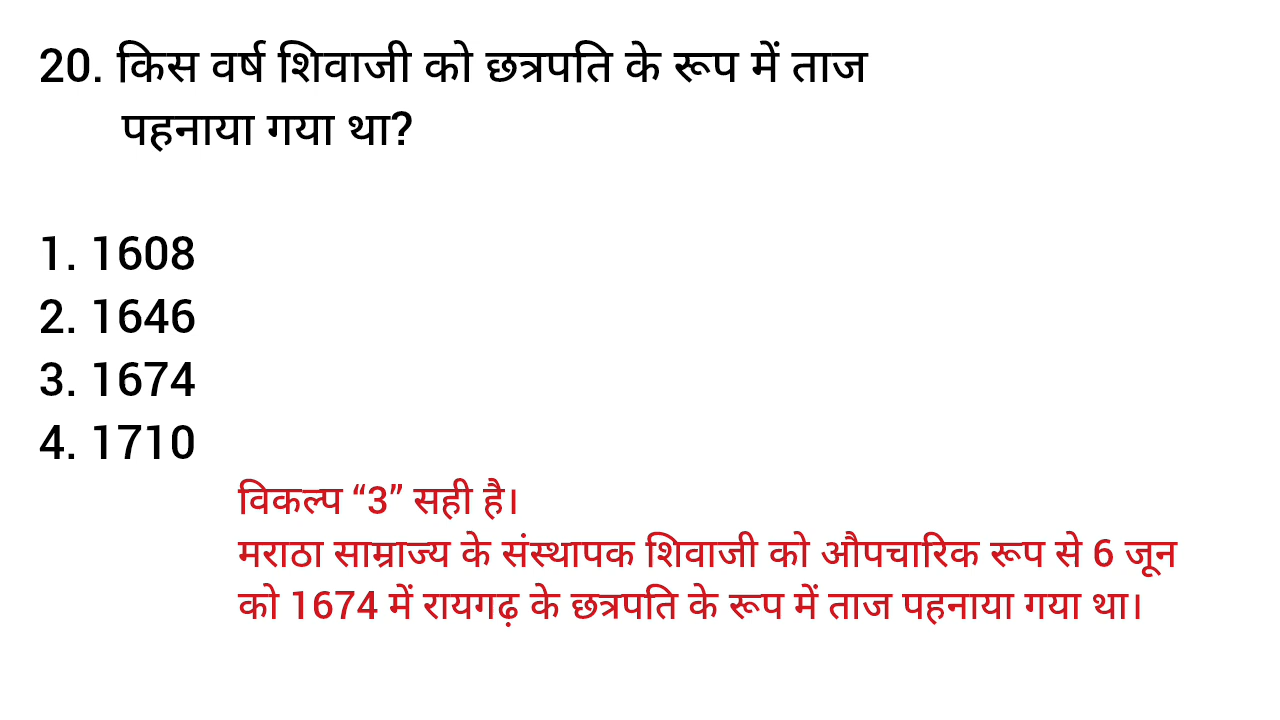 20. किस वर्ष शिवाजी को छत्रपति के रूप में ताज
पहनाया गया था?
1. 1608
2. 1646
3. 1674
4. 1710
विकल्प “3” सही है।
मराठा साम्राज्य के संस्थापक शिवाजी को औपचारिक रूप से 6 जून
को 1674 में रायगढ़ के छत्रपति के रूप में ताज पहनाया गया था।